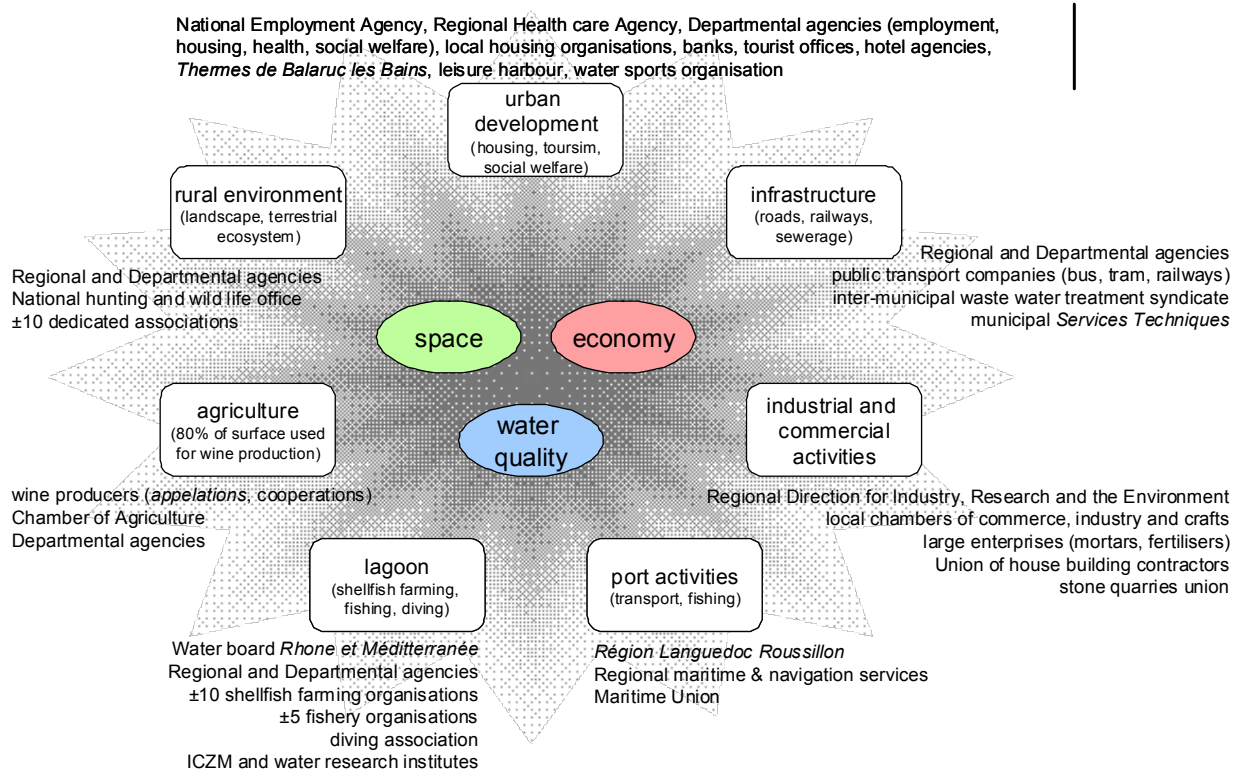 National Employment Agency, Regional Health care Agency, Departmental agencies (employment,
housing, health, social welfare), local housing organisations, banks, tourist offices, hotel agencies,
Thermes de Balaruc les Bains, leisure harbour, water sports organisation
urban
development
(housing, toursim,
social welfare)
rural environment
(landscape, terrestrial
ecosystem)
infrastructure
(roads, railways,
sewerage)
Regional and Departmental agencies
National hunting and wild life office
±10 dedicated associations
Regional and Departmental agencies
public transport companies (bus, tram, railways)
inter-municipal waste water treatment syndicate
municipal Services Techniques
space
economy
water
quality
agriculture
(80% of surface used
for wine production)
industrial and
commercial
activities
wine producers (appelations, cooperations)
Chamber of Agriculture
Departmental agencies
Regional Direction for Industry, Research and the Environment
local chambers of commerce, industry and crafts
large enterprises (mortars, fertilisers)
Union of house building contractors
stone quarries union
lagoon
(shellfish farming,
fishing, diving)
port activities
(transport, fishing)
Water board Rhone et Méditterranée
Regional and Departmental agencies
±10 shellfish farming organisations
±5 fishery organisations
diving association
ICZM and water research institutes
Région Languedoc Roussillon
Regional maritime & navigation services
Maritime Union